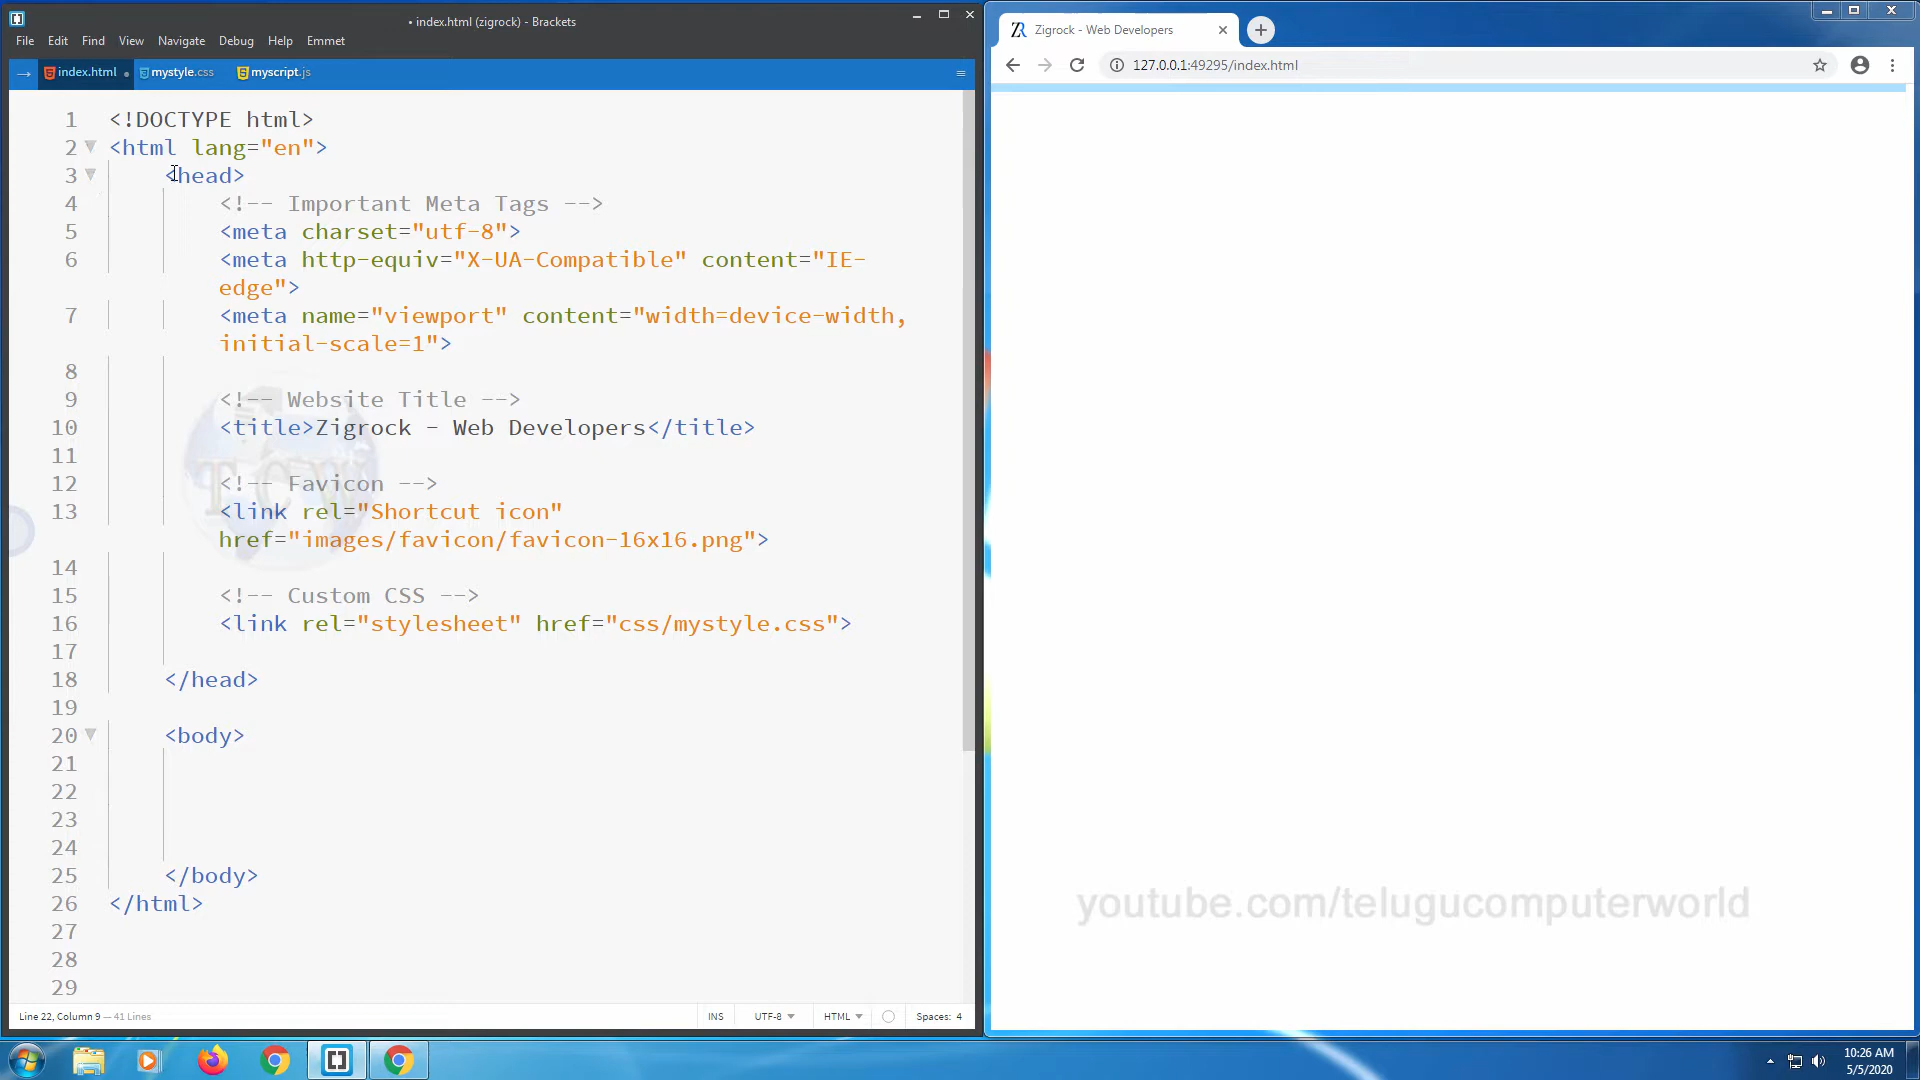 • index.html (zigrock) - Brackets
File Edit Find View Navigate Debug Help Emmet
index.html • mystyle.css myscript.js
1 <!DOCTYPE html>
2 <html lang="en">
3 <head>
4 <!-- Important Meta Tags -->
5 <meta charset="utf-8">
6 <meta http-equiv="X-UA-Compatible" content="IE-
edge">
7 <meta name="viewport" content="width=device-width,
initial-scale=1">
8
9 <!-- Website Title -->
10 <title>Zigrock - Web Developers</title>
11
12 <!-- Favicon -->
13 <link rel="Shortcut icon"
href="images/favicon/favicon-16x16.png">
14
15 <!-- Custom CSS -->
16 <link rel="stylesheet" href="css/mystyle.css">
17
18 </head>
19
20 <body>
21
22
23
24
25 </body>
26 </html>
27
28
29
TCW
Line 22, Column 9 — 41 Lines
INS UTF-8 HTML Spaces: 4
ZR Zigrock - Web Developers
127.0.0.1:49295/index.html
youtube.com/telugucomputerworld
10:26 AM
5/5/2020